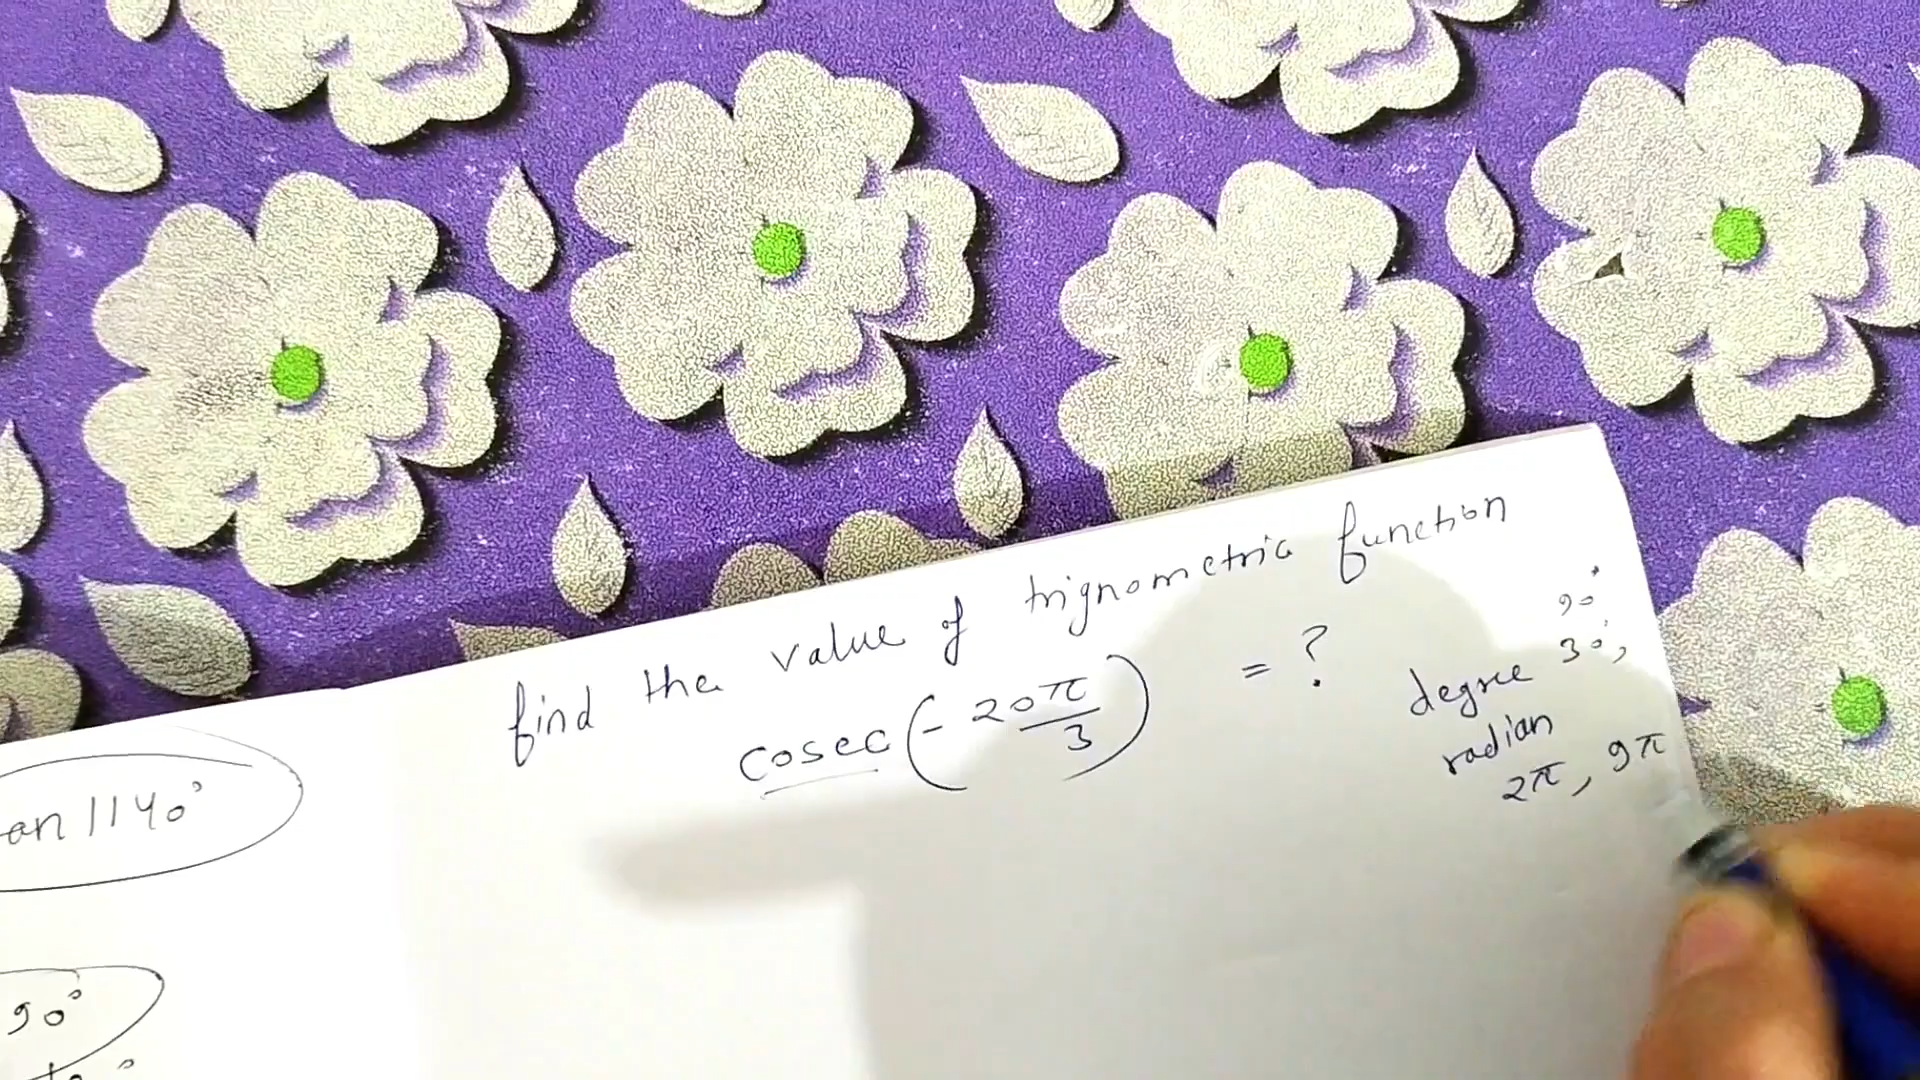 find the value of trignometric function
cosec (- 20π/3) = ?
90°
degree 30°,
radian
2π, 9π
an 1140°
90°